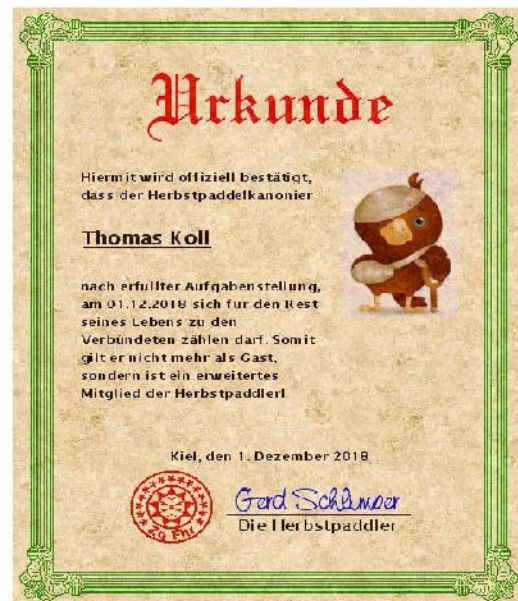 Urkunde
Hiermit wird offiziell bestätigt,
dass der Herbstpaddelkanonier
Thomas Koll
nach erfüllter Aufgabenstellung,
am 01.12.2018 sich für den Rest
seines Lebens zu den
Verbündeten zählen darf. Somit
gilt er nicht mehr als Gast,
sondern ist ein erweitertes
Mitglied der Herbstpaddler!
Kiel, den 1. Dezember 2018
Gerd
Die Herbstpaddler